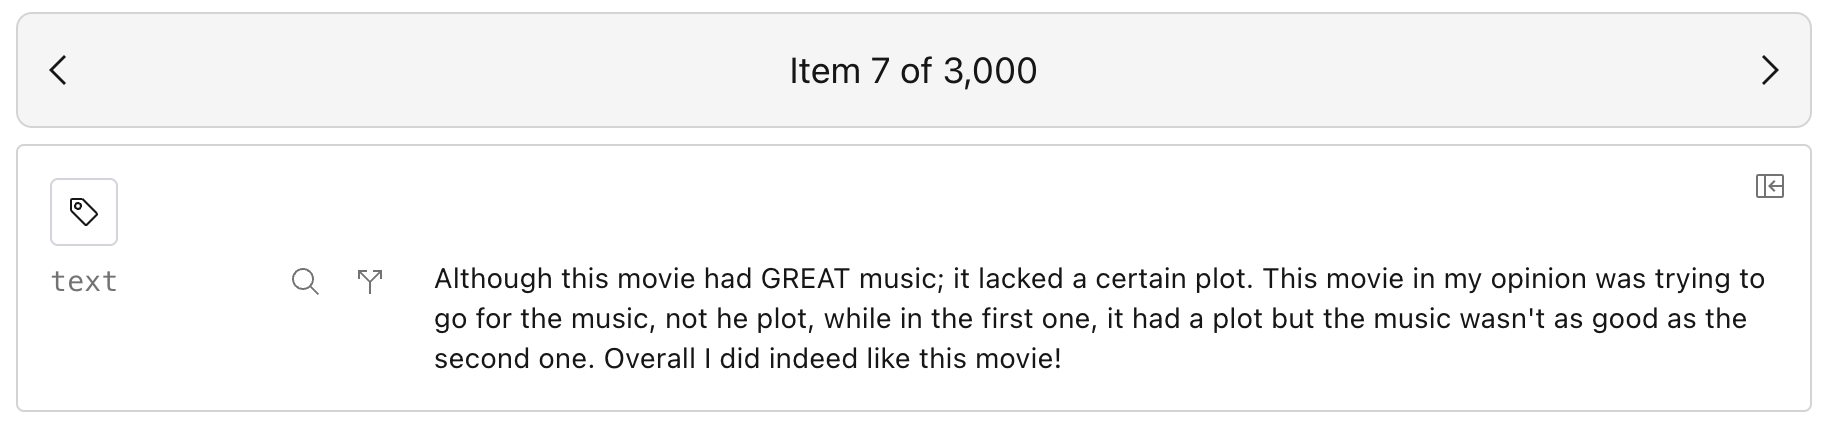 Item 7 of 3,000
text
Although this movie had GREAT music; it lacked a certain plot. This movie in my opinion was trying to
go for the music, not he plot, while in the first one, it had a plot but the music wasn't as good as the
second one. Overall I did indeed like this movie!